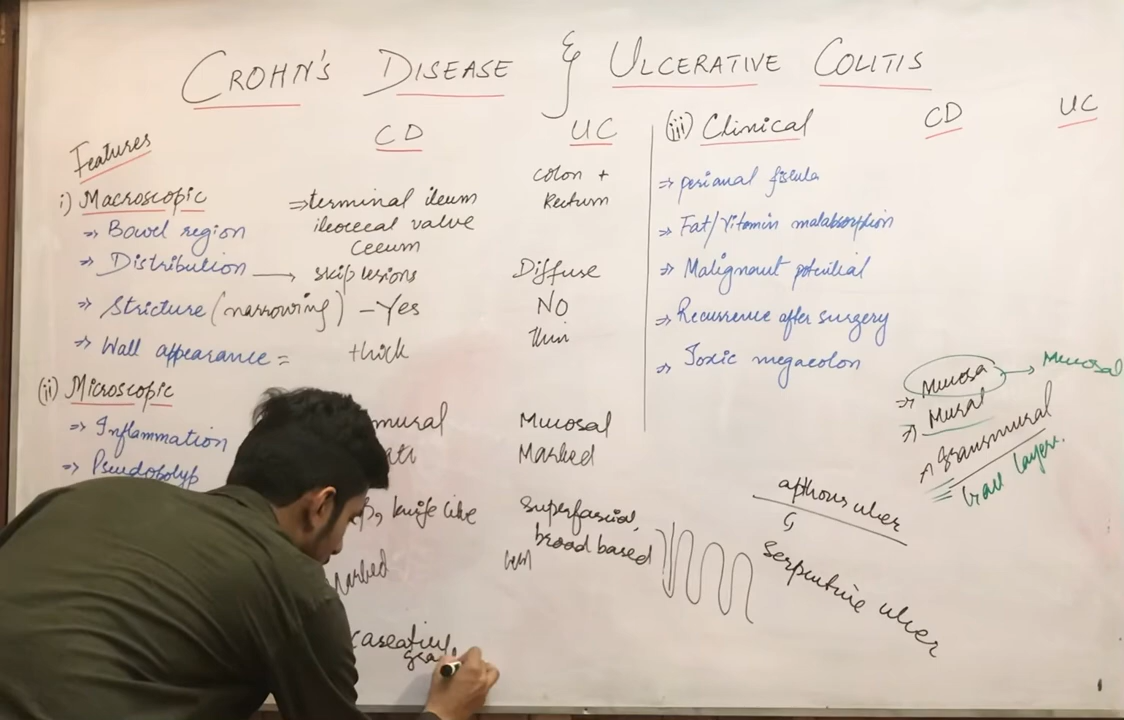 CROHN'S DISEASE & ULCERATIVE COLITIS
Features CD UC
i) Macroscopic
⇒ Bowel region ⇒ terminal ileum colon +
ileocecal valve Rectum
Ceeum
⇒ Distribution → skip lesions Diffuse
⇒ Stricture (narrowing) – Yes NO
⇒ Wall appearance = thick Thin
(ii) Microscopic
⇒ Inflammation mural Mucosal
⇒ Pseudopolyp Marked
knife like Superfascial,
broad based
Marked less
caseating
(iii) Clinical CD UC
⇒ perianal fistula
⇒ Fat/Vitamin malabsorption
⇒ Malignant potential
⇒ Recurrence after surgery
⇒ Toxic megacolon
⇒ Mucosa → Mucosal
⇒ Mural
⇒ transmural
layers.
apthous ulcer
Serpentine ulcer